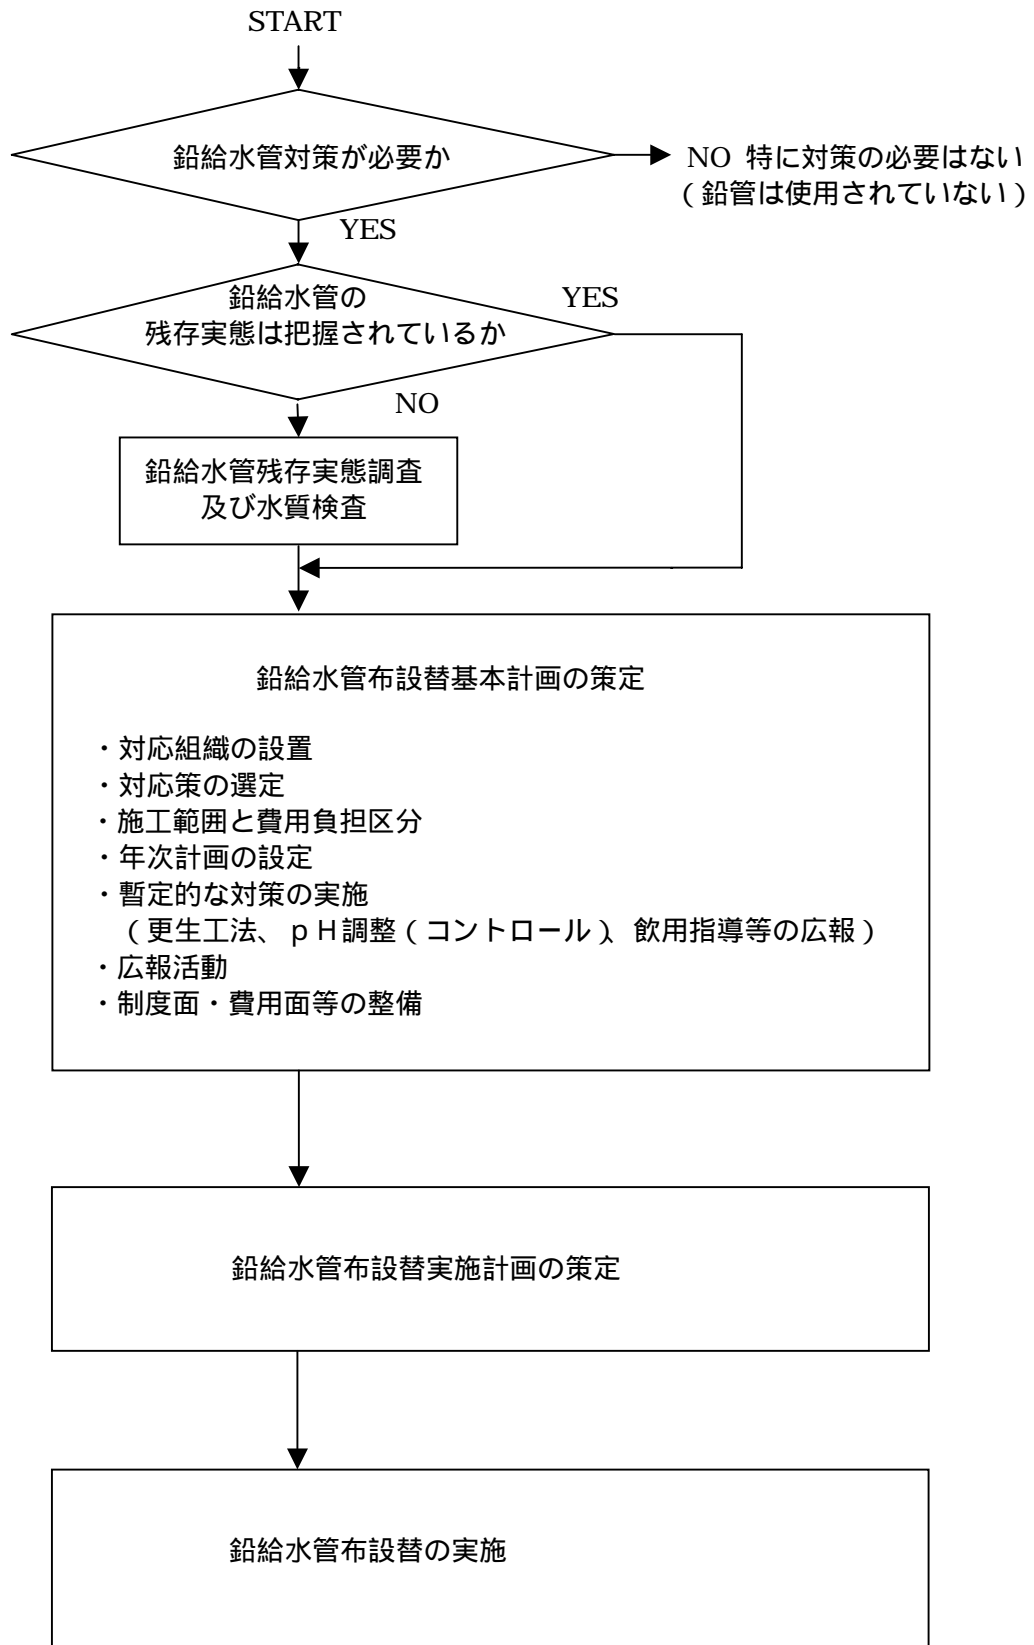 START
鉛給水管対策が必要か
NO 特に対策の必要はない
（鉛管は使用されていない）
YES
鉛給水管の
残存実態は把握されているか
YES
NO
鉛給水管残存実態調査
及び水質検査
鉛給水管布設替基本計画の策定
・対応組織の設置
・対応策の選定
・施工範囲と費用負担区分
・年次計画の設定
・暫定的な対策の実施
（更生工法、ｐＨ調整（コントロール）、飲用指導等の広報）
・広報活動
・制度面・費用面等の整備
鉛給水管布設替実施計画の策定
鉛給水管布設替の実施